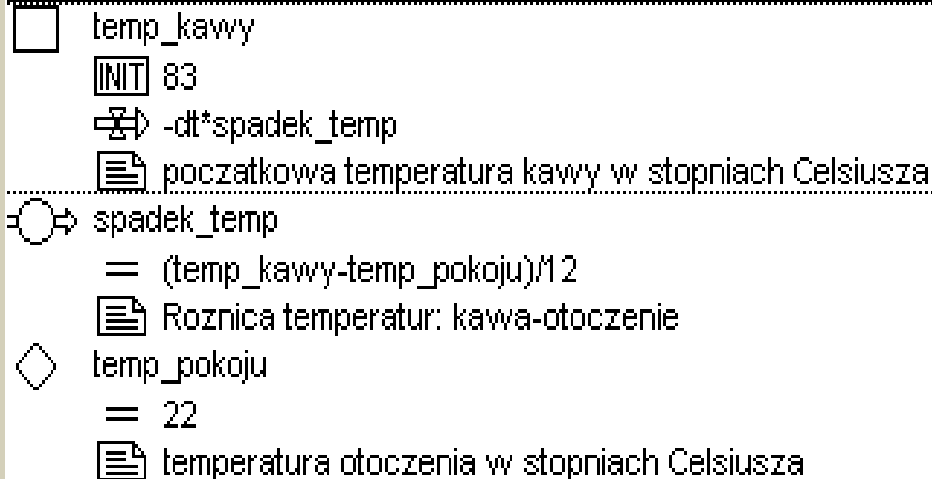 temp_kawy
INIT 83
-dt*spadek_temp
poczatkowa temperatura kawy w stopniach Celsiusza
spadek_temp
= (temp_kawy-temp_pokoju)/12
Roznica temperatur: kawa-otoczenie
temp_pokoju
= 22
temperatura otoczenia w stopniach Celsiusza